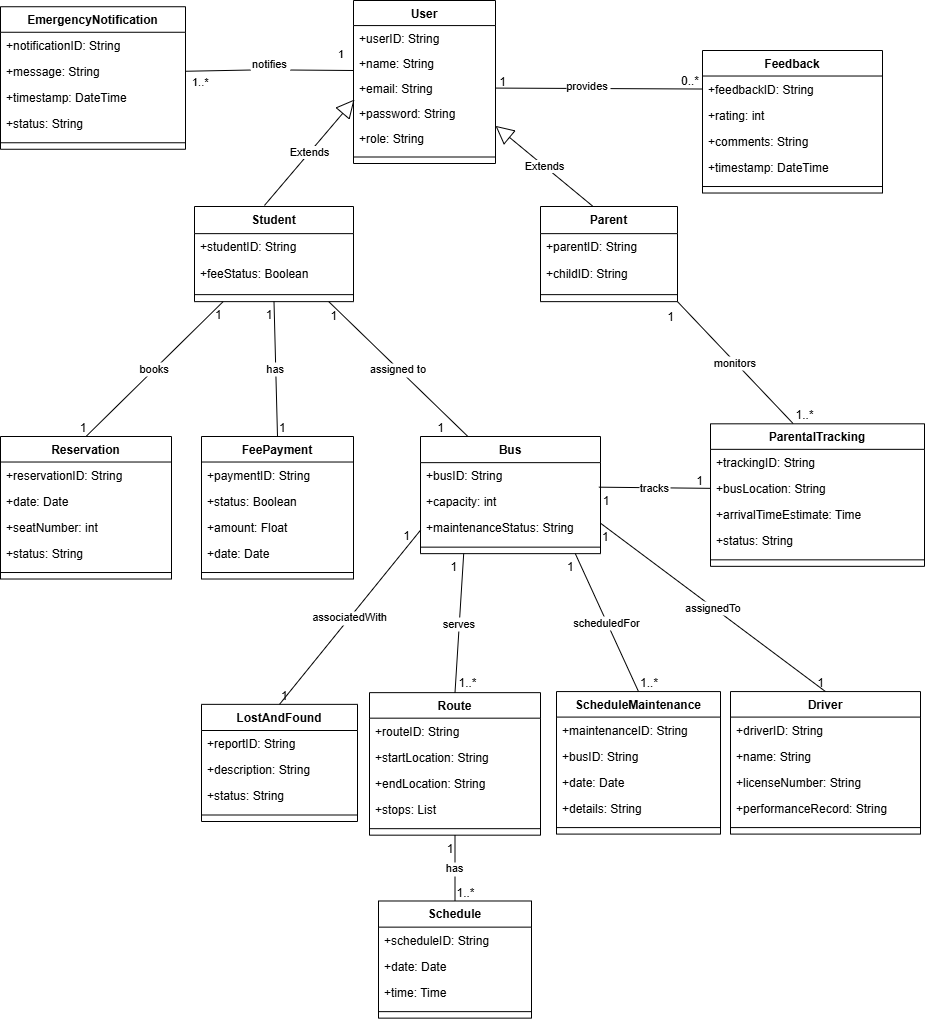 EmergencyNotification
+notificationID: String
+message: String
+timestamp: DateTime
+status: String
notifies
1
1..*
User
+userID: String
+name: String
+email: String
+password: String
+role: String
1
provides
0..*
Feedback
+feedbackID: String
+rating: int
+comments: String
+timestamp: DateTime
Extends
Extends
Student
+studentID: String
+feeStatus: Boolean
Parent
+parentID: String
+childID: String
1
1
1
1
books
has
assigned to
monitors
1
1
1
1..*
Reservation
+reservationID: String
+date: Date
+seatNumber: int
+status: String
FeePayment
+paymentID: String
+status: Boolean
+amount: Float
+date: Date
Bus
+busID: String
+capacity: int
+maintenanceStatus: String
tracks
1
1
ParentalTracking
+trackingID: String
+busLocation: String
+arrivalTimeEstimate: Time
+status: String
1
1
1
1
associatedWith
serves
scheduledFor
assignedTo
1
1..*
1..*
1
LostAndFound
+reportID: String
+description: String
+status: String
Route
+routeID: String
+startLocation: String
+endLocation: String
+stops: List
ScheduleMaintenance
+maintenanceID: String
+busID: String
+date: Date
+details: String
Driver
+driverID: String
+name: String
+licenseNumber: String
+performanceRecord: String
1
has
1..*
Schedule
+scheduleID: String
+date: Date
+time: Time